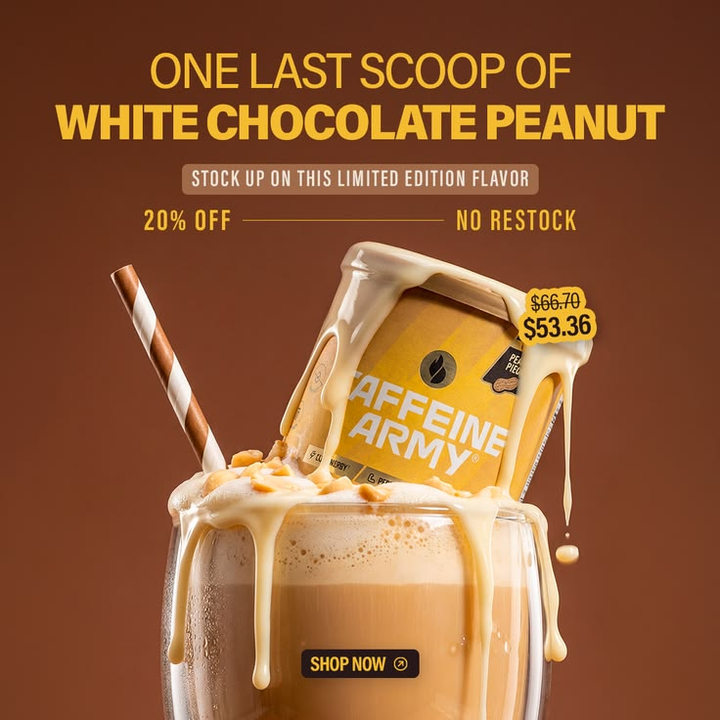 ONE LAST SCOOP OF
WHITE CHOCOLATE PEANUT
STOCK UP ON THIS LIMITED EDITION FLAVOR
20% OFF
NO RESTOCK
$66.70
$53.36
CAFFEINE
ARMY®
SHOP NOW